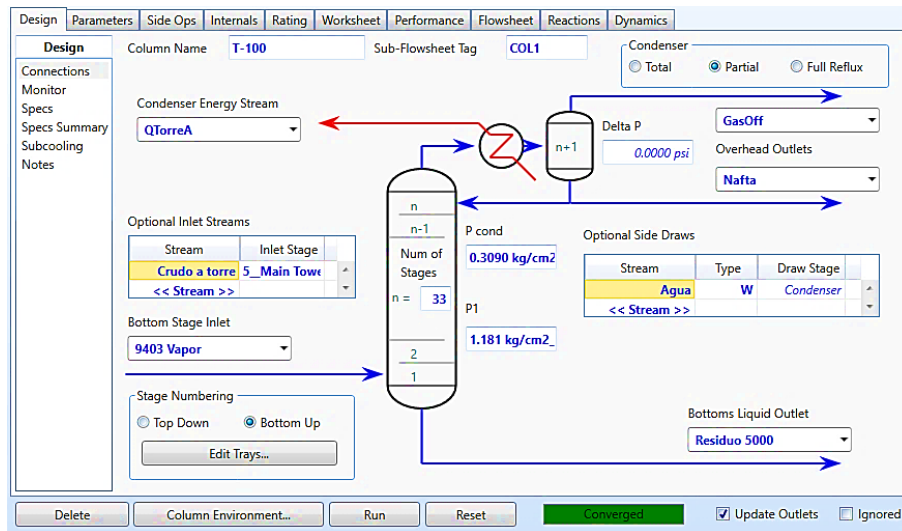 Design Parameters Side Ops Internals Rating Worksheet Performance Flowsheet Reactions Dynamics
Design
Connections
Monitor
Specs
Specs Summary
Subcooling
Notes
Column Name T-100 Sub-Flowsheet Tag COL1
Condenser
Total Partial Full Reflux
Condenser Energy Stream
QTorreA
n+1
Delta P
0.0000 psi
GasOff
Overhead Outlets
Nafta
Optional Inlet Streams
Stream Inlet Stage
Crudo a torre 5__Main Towe
<< Stream >>
Bottom Stage Inlet
9403 Vapor
n
n-1
Num of
Stages
n = 33
2
1
P cond
0.3090 kg/cm2
P1
1.181 kg/cm2_
Optional Side Draws
Stream Type Draw Stage
Agua W Condenser
<< Stream >>
Stage Numbering
Top Down Bottom Up
Edit Trays...
Bottoms Liquid Outlet
Residuo 5000
Delete Column Environment... Run Reset Converged Update Outlets Ignored